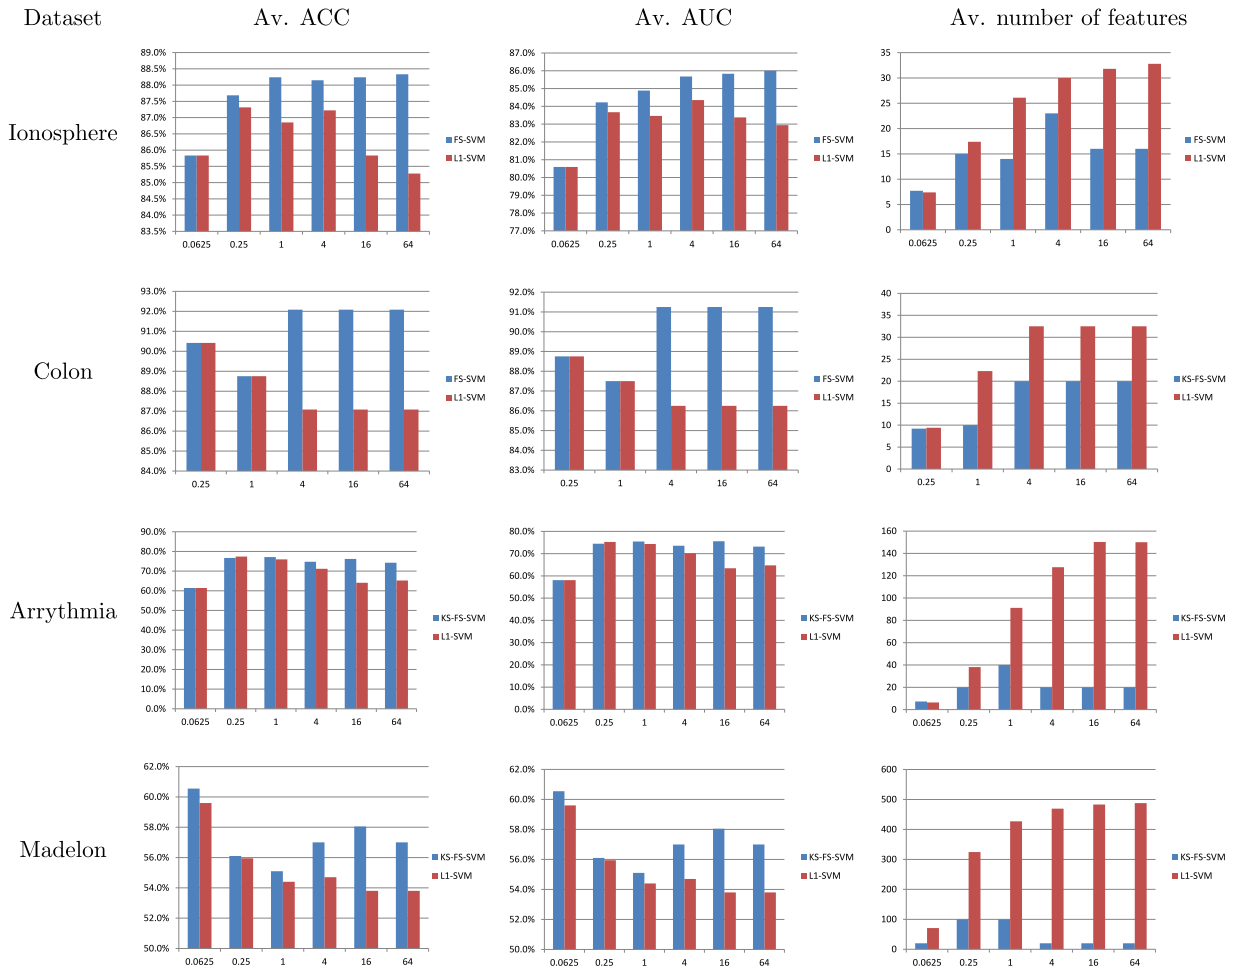 Dataset
Av. ACC
Av. AUC
Av. number of features
Ionosphere
89.0%
88.5%
88.0%
87.5%
87.0%
86.5%
86.0%
85.5%
85.0%
84.5%
84.0%
83.5%
0.0625 0.25 1 4 16 64
FS-SVM
L1-SVM
87.0%
86.0%
85.0%
84.0%
83.0%
82.0%
81.0%
80.0%
79.0%
78.0%
77.0%
0.0625 0.25 1 4 16 64
FS-SVM
L1-SVM
35
30
25
20
15
10
5
0
0.0625 0.25 1 4 16 64
FS-SVM
L1-SVM
Colon
93.0%
92.0%
91.0%
90.0%
89.0%
88.0%
87.0%
86.0%
85.0%
84.0%
0.25 1 4 16 64
FS-SVM
L1-SVM
92.0%
91.0%
90.0%
89.0%
88.0%
87.0%
86.0%
85.0%
84.0%
83.0%
0.25 1 4 16 64
FS-SVM
L1-SVM
40
35
30
25
20
15
10
5
0
0.25 1 4 16 64
KS-FS-SVM
L1-SVM
Arrythmia
90.0%
80.0%
70.0%
60.0%
50.0%
40.0%
30.0%
20.0%
10.0%
0.0%
0.0625 0.25 1 4 16 64
KS-FS-SVM
L1-SVM
80.0%
70.0%
60.0%
50.0%
40.0%
30.0%
20.0%
10.0%
0.0%
0.0625 0.25 1 4 16 64
KS-FS-SVM
L1-SVM
160
140
120
100
80
60
40
20
0
0.0625 0.25 1 4 16 64
KS-FS-SVM
L1-SVM
Madelon
62.0%
60.0%
58.0%
56.0%
54.0%
52.0%
50.0%
0.0625 0.25 1 4 16 64
KS-FS-SVM
L1-SVM
62.0%
60.0%
58.0%
56.0%
54.0%
52.0%
50.0%
0.0625 0.25 1 4 16 64
KS-FS-SVM
L1-SVM
600
500
400
300
200
100
0
0.0625 0.25 1 4 16 64
KS-FS-SVM
L1-SVM